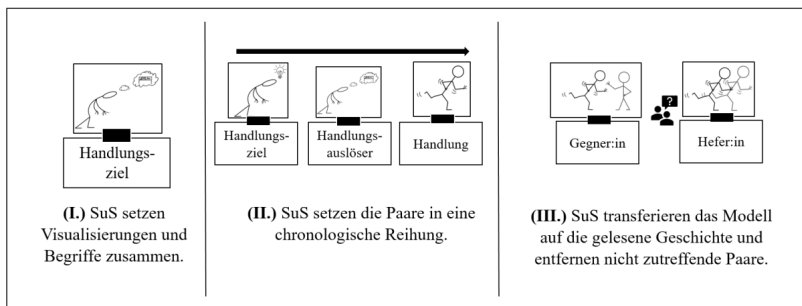 Handlungs-
ziel
(I.) SuS setzen
Visualisierungen und
Begriffe zusammen.
Handlungs-
ziel
Handlungs-
auslöser
Handlung
(II.) SuS setzen die Paare in eine
chronologische Reihung.
?
Gegner:in
Hefer:in
(III.) SuS transferieren das Modell
auf die gelesene Geschichte und
entfernen nicht zutreffende Paare.